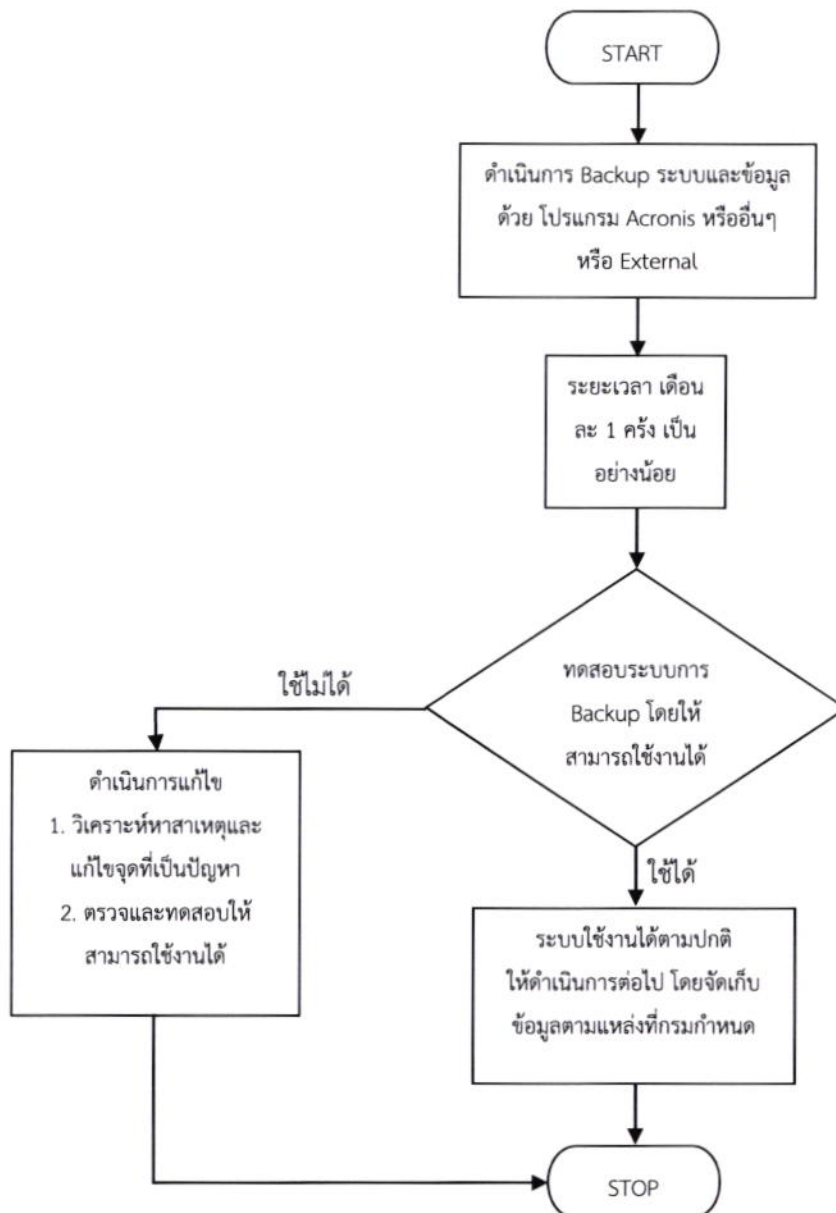 START
ดำเนินการ Backup ระบบและข้อมูล
ด้วย โปรแกรม Acronis หรืออื่นๆ
หรือ External
ระยะเวลา เดือน
ละ 1 ครั้ง เป็น
อย่างน้อย
ทดสอบระบบการ
Backup โดยให้
สามารถใช้งานได้
ใช้ไม่ได้
ดำเนินการแก้ไข
1. วิเคราะห์หาสาเหตุและ
แก้ไขจุดที่เป็นปัญหา
2. ตรวจและทดสอบให้
สามารถใช้งานได้
ใช้ได้
ระบบใช้งานได้ตามปกติ
ให้ดำเนินการต่อไป โดยจัดเก็บ
ข้อมูลตามแหล่งที่กรมกำหนด
STOP